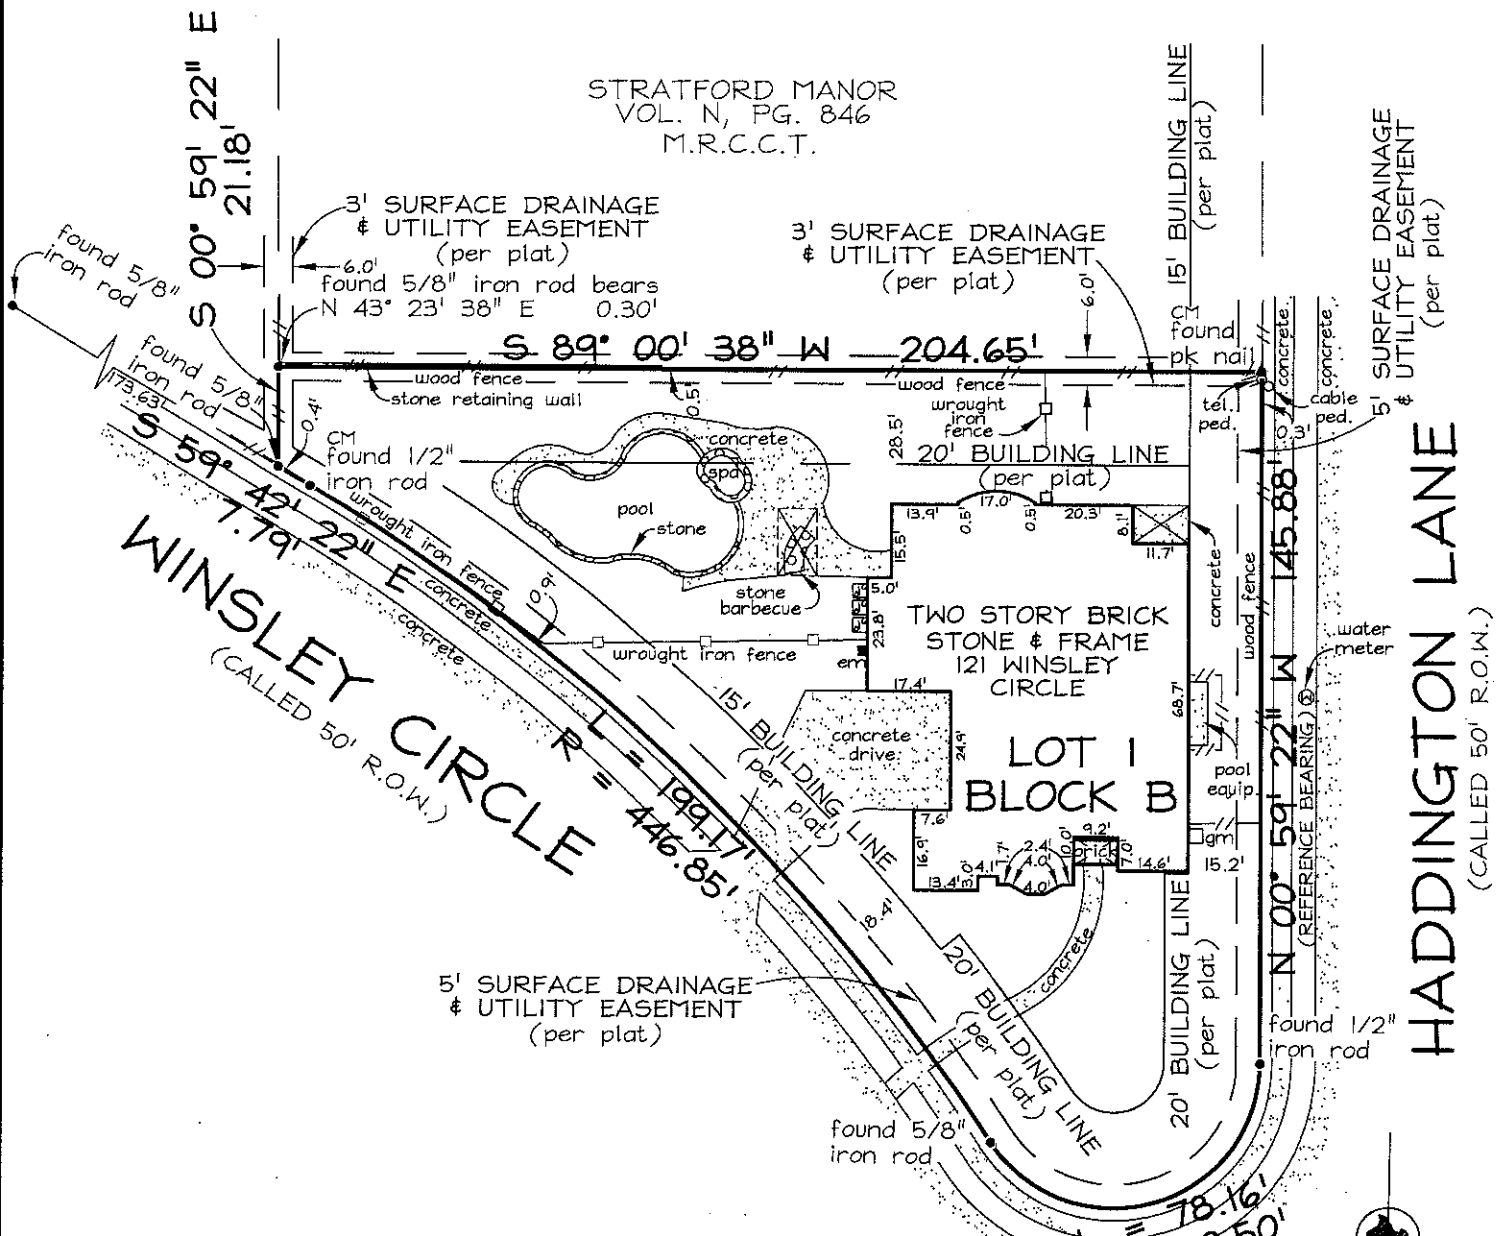 S 00° 59' 22" E
21.18'
STRATFORD MANOR
VOL. N, PG. 846
M.R.C.C.T.
15' BUILDING LINE
(per plat)
5' SURFACE DRAINAGE
& UTILITY EASEMENT
(per plat)
3' SURFACE DRAINAGE
& UTILITY EASEMENT
(per plat)
6.0'
found 5/8" iron rod bears
N 43° 23' 38" E 0.30'
3' SURFACE DRAINAGE
& UTILITY EASEMENT
(per plat)
6.0'
found 5/8"
iron rod
found 5/8"
iron rod
CM
found
pk nail
concrete
concrete
S 89° 00' 38" W 204.65'
wood fence
stone retaining wall
0.5'
wood fence
wrought
iron
fence
tel.
ped.
cable
ped.
0.3'
173.63'
0.4'
CM
found 1/2"
iron rod
S 59° 42' 22" E
7.79'
wrought iron fence
concrete
concrete
0.9'
concrete
spa
pool
stone
28.5'
20' BUILDING LINE
(per plat)
13.9'
0.5'
17.0'
0.5'
20.3'
8.1'
11.7'
15.5'
5.0'
23.8'
stone
barbecue
wrought iron fence
em
TWO STORY BRICK
STONE & FRAME
121 WINSLEY
CIRCLE
concrete
wood fence
N 00° 59' 22" W 145.88'
(REFERENCE BEARING)
water
meter
HADDINGTON LANE
(CALLED 50' R.O.W.)
WINSLEY CIRCLE
(CALLED 50' R.O.W.)
L = 199.17'
R = 446.85'
15' BUILDING LINE
(per plat)
17.4'
concrete
drive
24.9'
68.7'
LOT 1
BLOCK B
pool
equip.
gm
15.2'
7.6'
16.9'
13.4'
3.0'
4.1'
1.7'
2.4'
4.0'
4.0'
10.0'
9.2'
brick
7.0'
14.6'
8.4'
concrete
20' BUILDING LINE
(per plat)
20' BUILDING LINE
(per plat)
5' SURFACE DRAINAGE
& UTILITY EASEMENT
(per plat)
found 1/2"
iron rod
found 5/8"
iron rod
= 78.16'
.50'